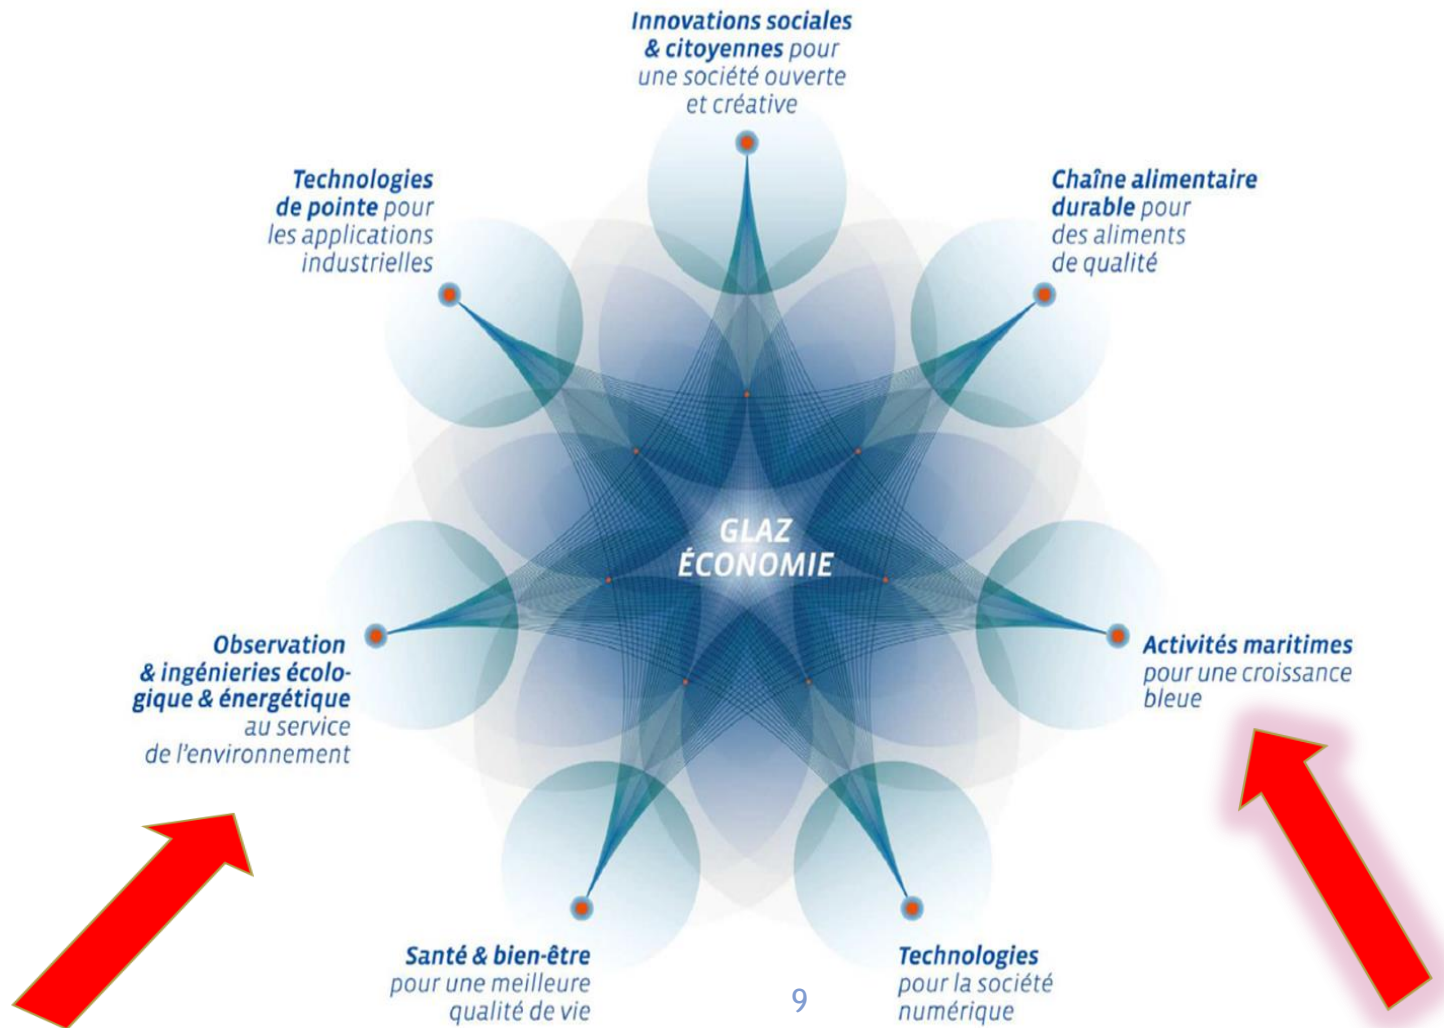 Innovations sociales
& citoyennes pour
une société ouverte
et créative
Technologies
de pointe pour
les applications
industrielles
Chaîne alimentaire
durable pour
des aliments
de qualité
GLAZ
ÉCONOMIE
Observation
& ingénieries écolo-
gique & énergétique
au service
de l'environnement
Activités maritimes
pour une croissance
bleue
Santé & bien-être
pour une meilleure
qualité de vie
Technologies
pour la société
numérique
9